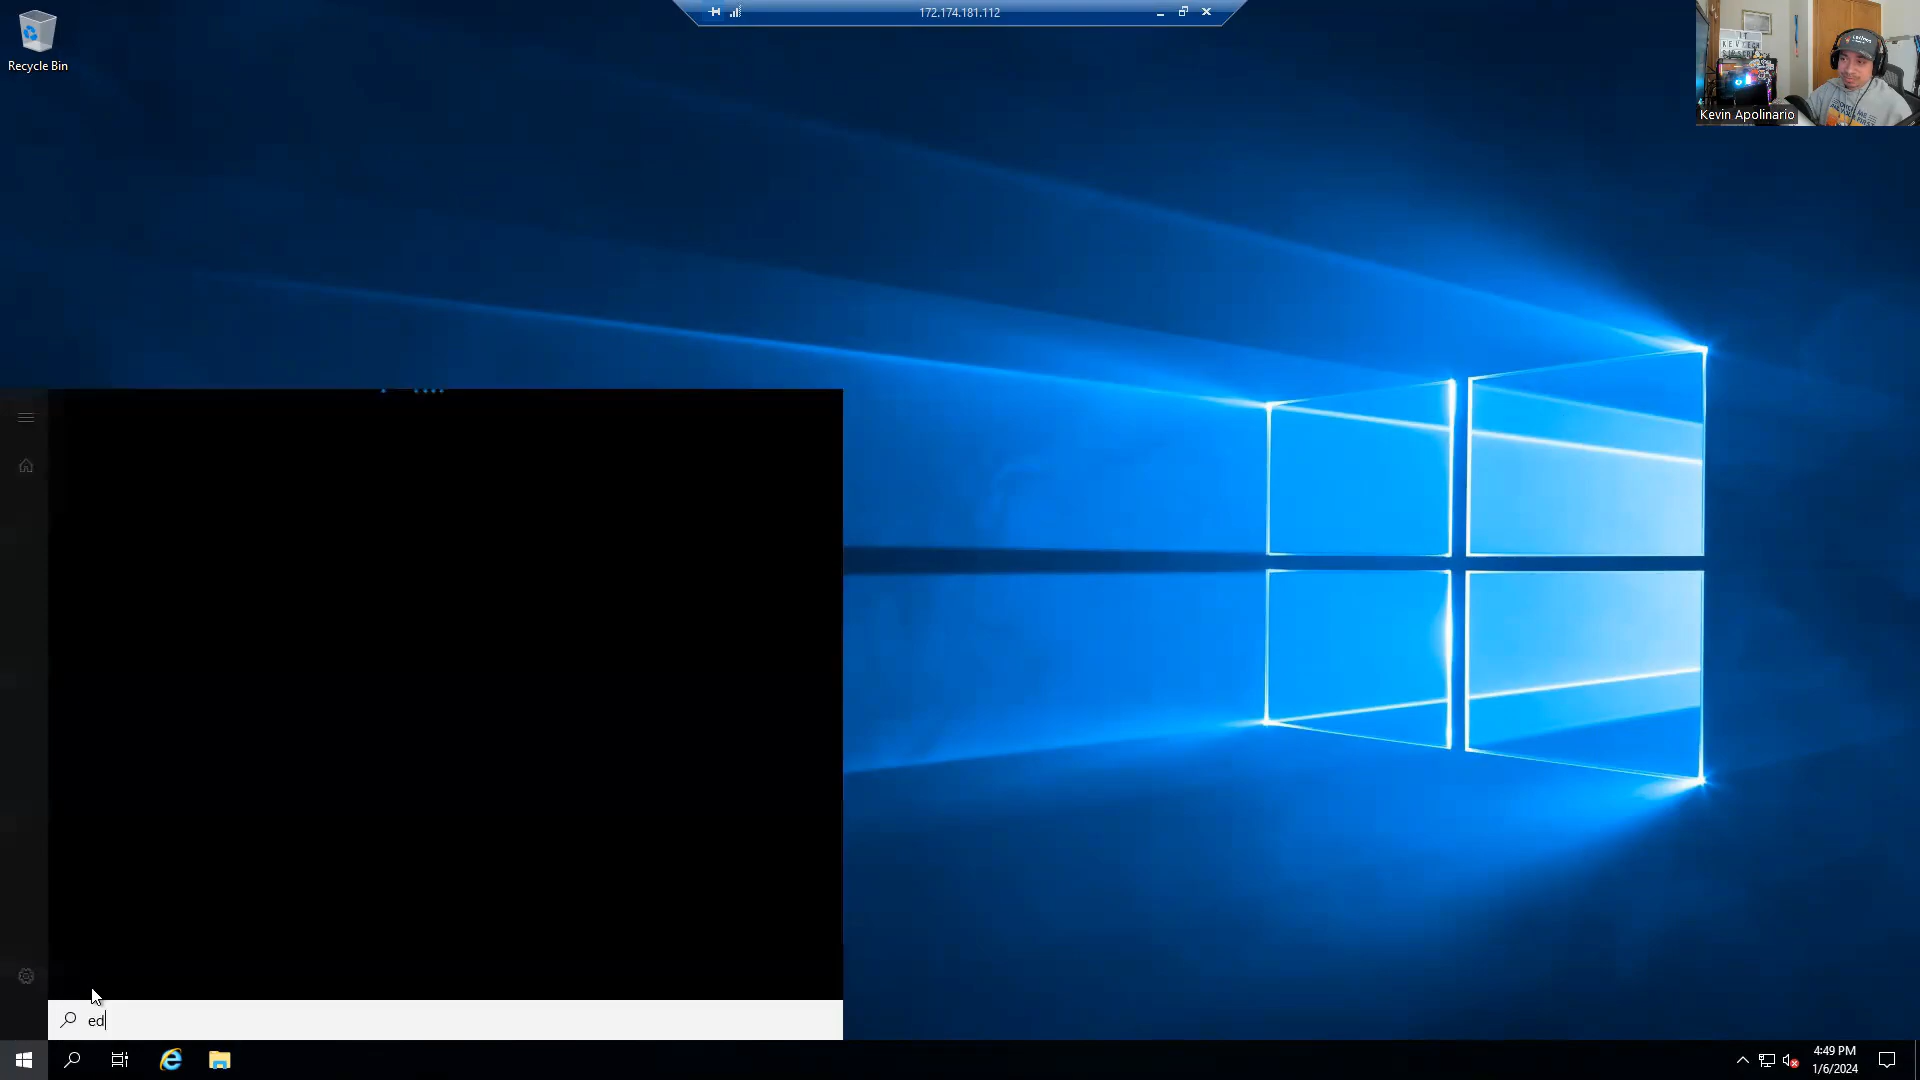 172.174.181.112
Recycle Bin
Kevin Apolinario
ed
4:49 PM
1/6/2024